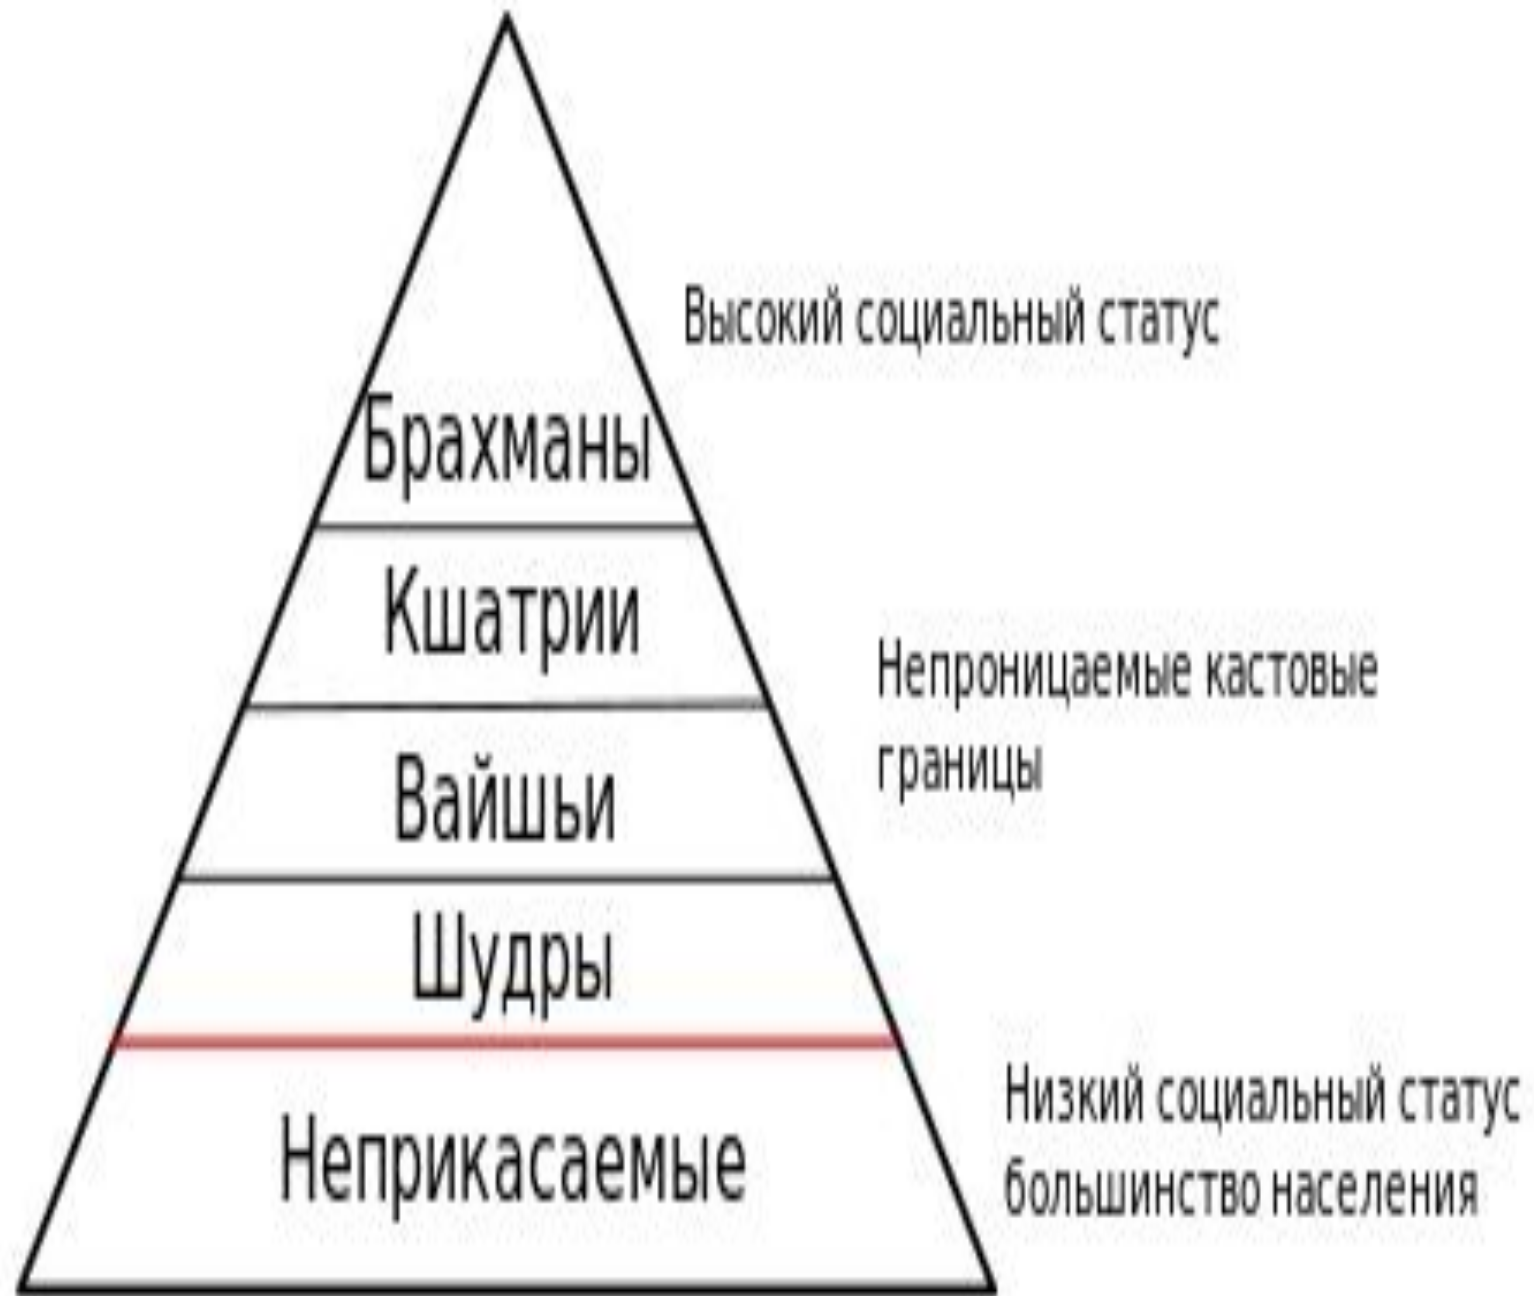 Высокий социальный статус
Брахманы
Кшатрии
Непроницаемые кастовые
границы
Вайшьи
Шудры
Низкий социальный статус
большинство населения
Неприкасаемые